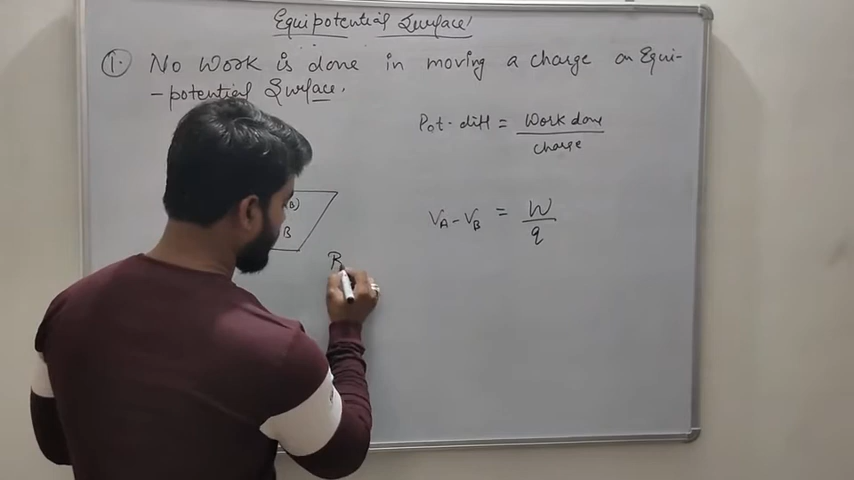 Equipotential Surface
1. No work is done in moving a charge on Equi-
-potential Surface.
Pot. diff = Work done
charge
(B)
VA - VB = W
q
B
R